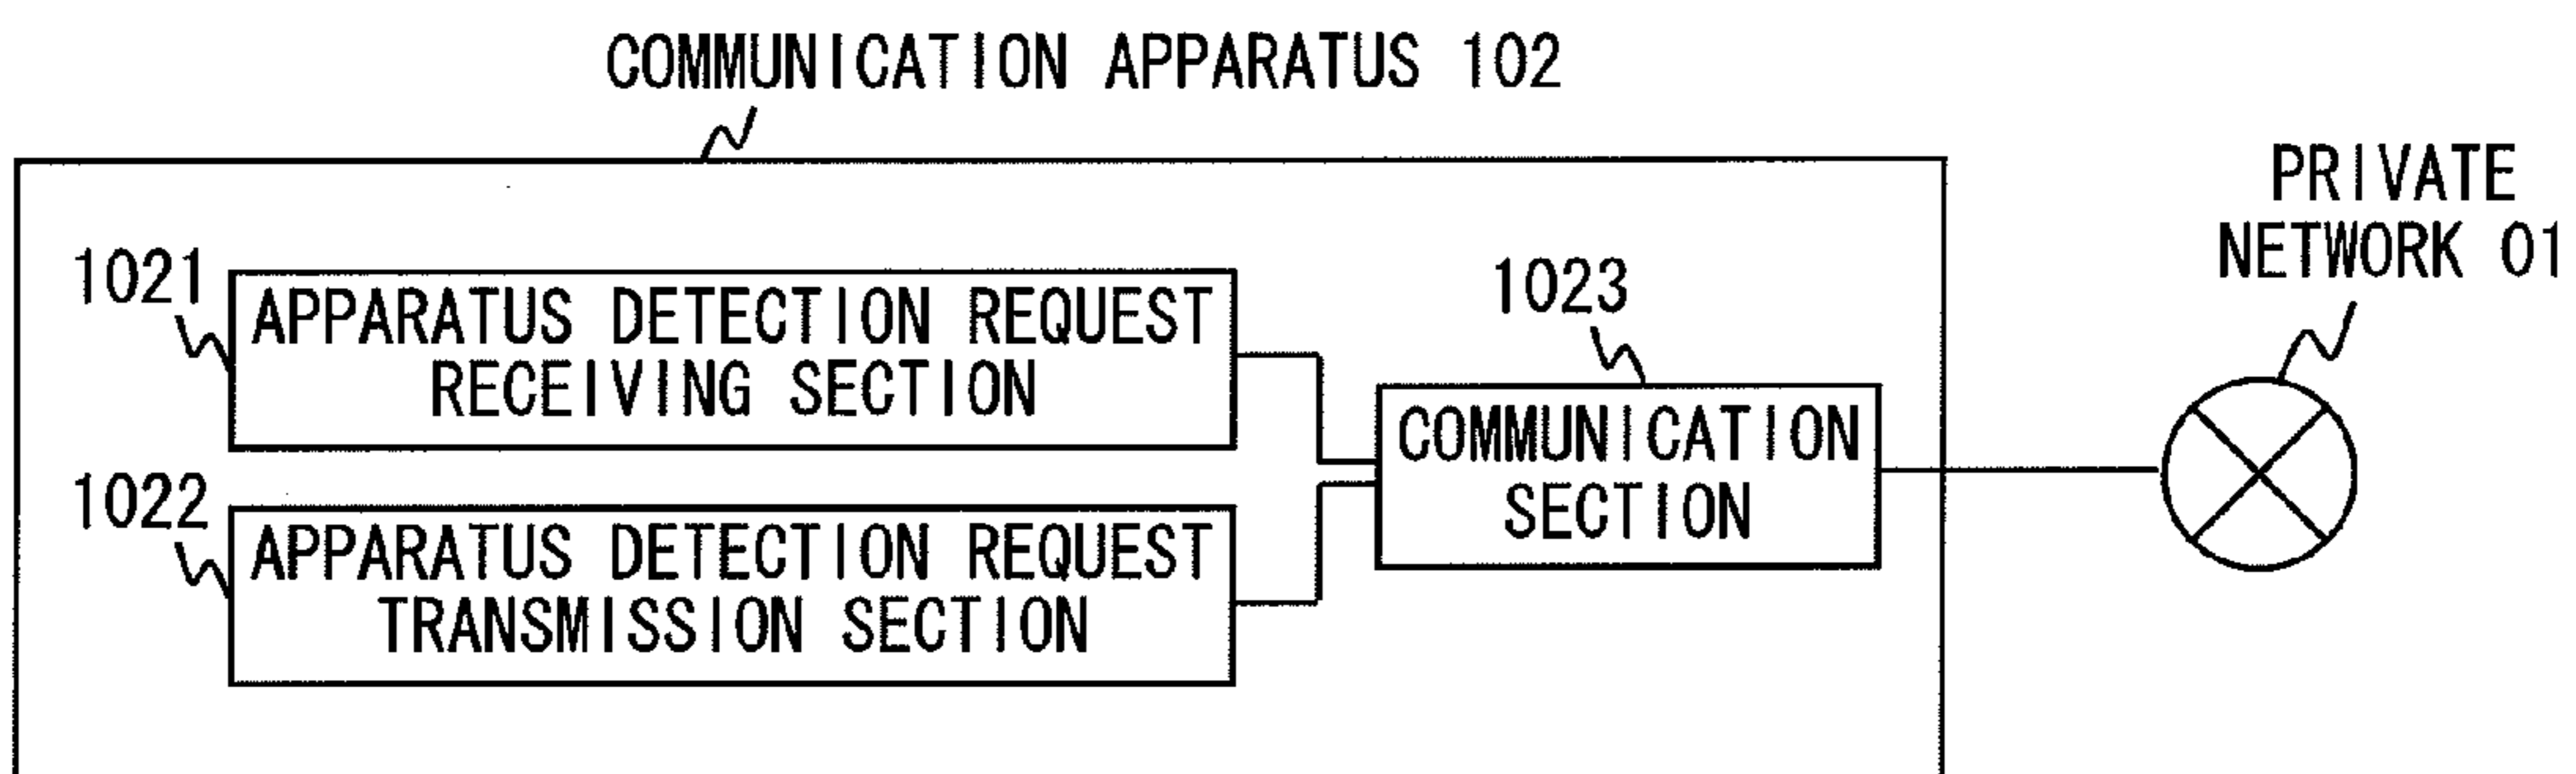 COMMUNICATION APPARATUS 102
PRIVATE
NETWORK 01
1021
APPARATUS DETECTION REQUEST
RECEIVING SECTION
1023
COMMUNICATION
SECTION
1022
APPARATUS DETECTION REQUEST
TRANSMISSION SECTION